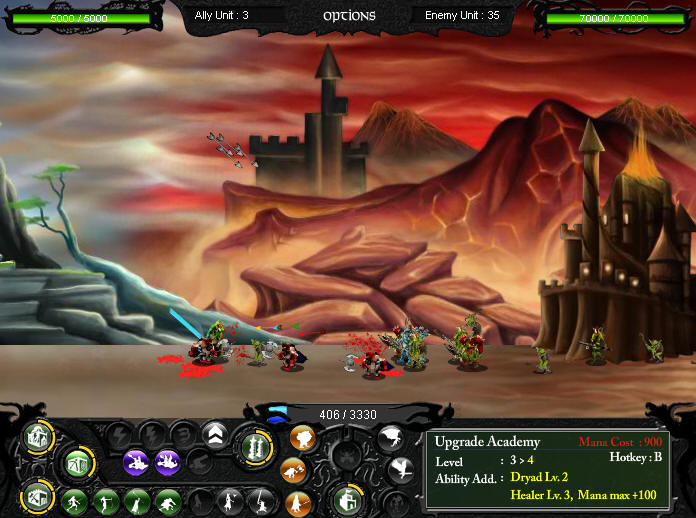 5000 / 5000
Ally Unit : 3
OPTIONS
Enemy Unit : 35
70000 / 70000
406 / 3330
Upgrade Academy
Mana Cost : 900
Hotkey : B
Level : 3 > 4
Ability Add. : Dryad Lv. 2
Healer Lv. 3, Mana max +100